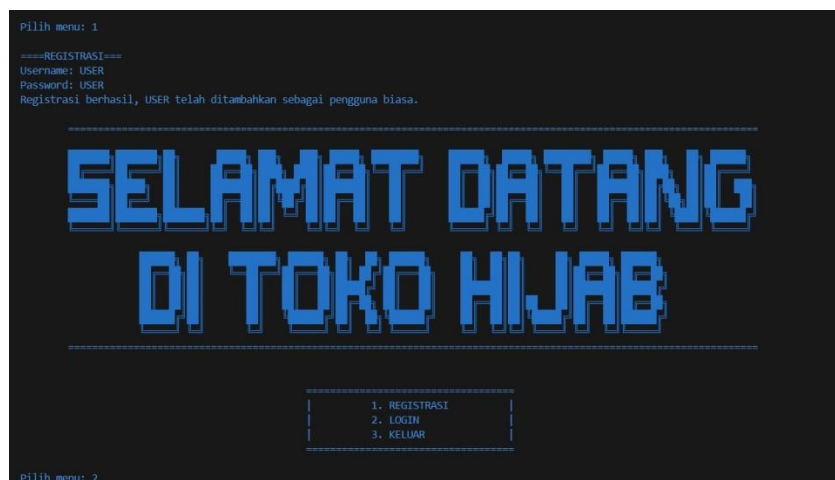 Pilih menu: 1
====REGISTRASI===
Username: USER
Password: USER
Registrasi berhasil, USER telah ditambahkan sebagai pengguna biasa.
SELAMAT DATANG
DI TOKO HIJAB
1. REGISTRASI
2. LOGIN
3. KELUAR
Pilih menu: 2